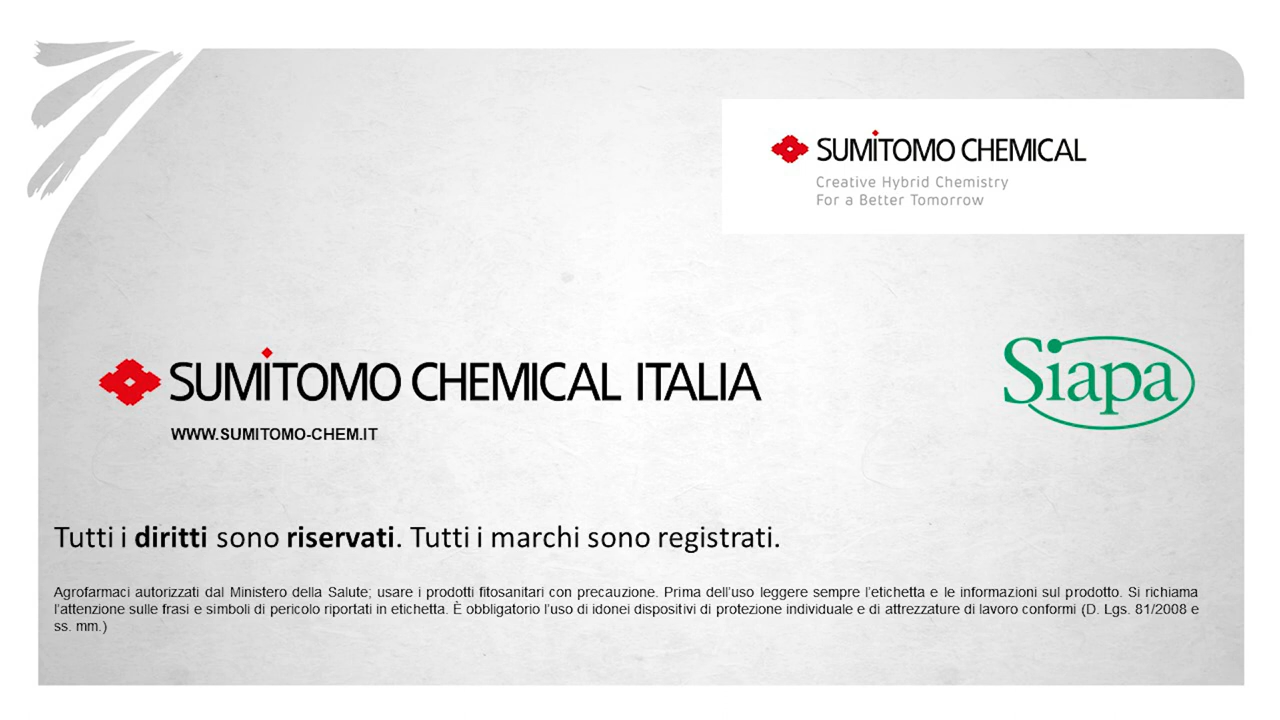 SUMITOMO CHEMICAL
Creative Hybrid Chemistry
For a Better Tomorrow
SUMITOMO CHEMICAL ITALIA
Siapa
WWW.SUMITOMO-CHEM.IT
Tutti i diritti sono riservati. Tutti i marchi sono registrati.
Agrofarmaci autorizzati dal Ministero della Salute; usare i prodotti fitosanitari con precauzione. Prima dell’uso leggere sempre l’etichetta e le informazioni sul prodotto. Si richiama
l’attenzione sulle frasi e simboli di pericolo riportati in etichetta. È obbligatorio l’uso di idonei dispositivi di protezione individuale e di attrezzature di lavoro conformi (D. Lgs. 81/2008 e
ss. mm.)